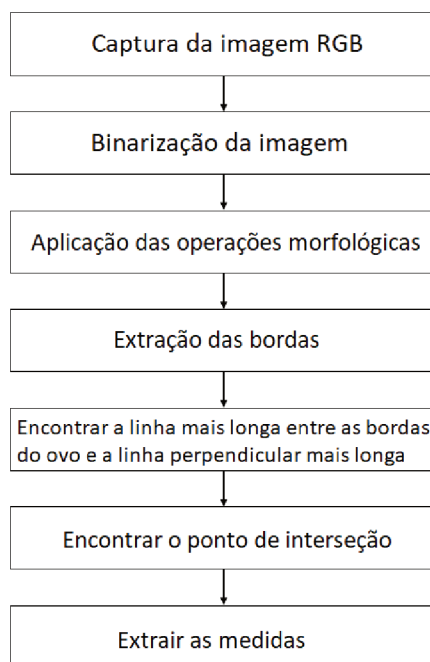 Captura da imagem RGB
Binarização da imagem
Aplicação das operações morfológicas
Extração das bordas
Encontrar a linha mais longa entre as bordas
do ovo e a linha perpendicular mais longa
Encontrar o ponto de interseção
Extrair as medidas